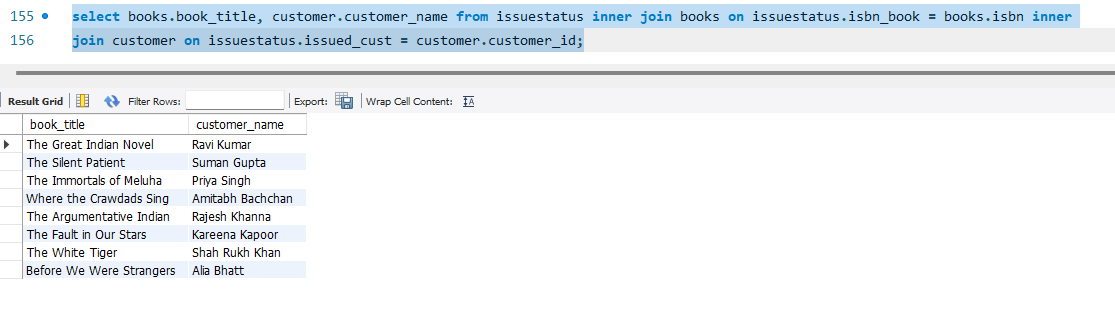 155 select books.book_title, customer.customer_name from issuestatus inner join books on issuestatus.isbn_book = books.isbn inner
156 join customer on issuestatus.issued_cust = customer.customer_id;
Result Grid Filter Rows: Export: Wrap Cell Content: IA
book_title customer_name
The Great Indian Novel Ravi Kumar
The Silent Patient Suman Gupta
The Immortals of Meluha Priya Singh
Where the Crawdads Sing Amitabh Bachchan
The Argumentative Indian Rajesh Khanna
The Fault in Our Stars Kareena Kapoor
The White Tiger Shah Rukh Khan
Before We Were Strangers Alia Bhatt